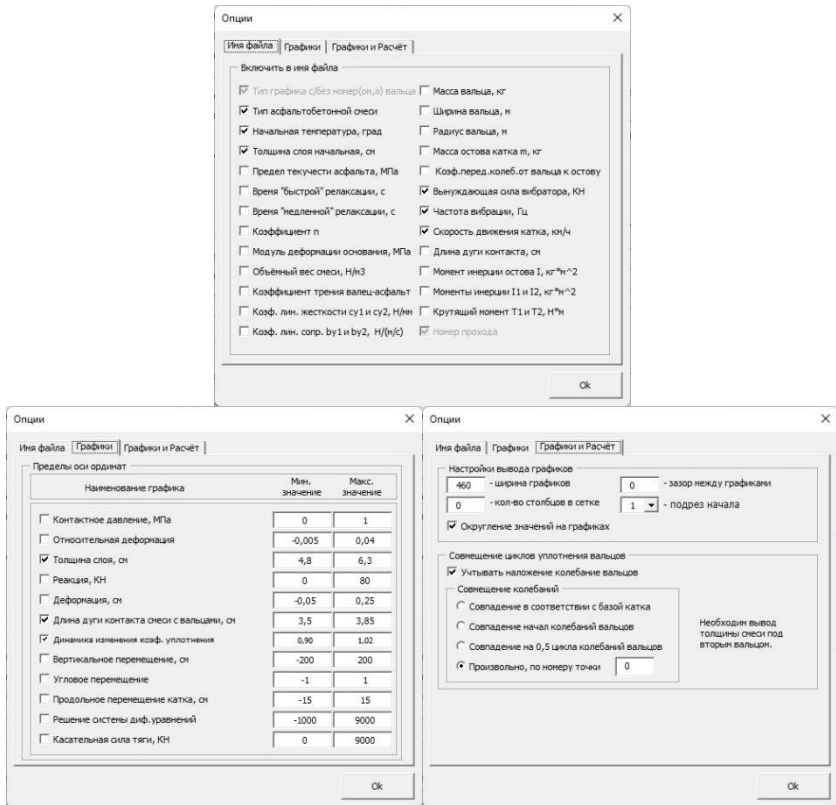 Опции
Имя файла Графики Графики и Расчёт
Включить в имя файла
Тип графика с/без номер(ом,а) вальца Масса вальца, кг
Тип асфальтобетонной смеси Ширина вальца, м
Начальная температура, град Радиус вальца, м
Толщина слоя начальная, см Масса остова катка m, кг
Предел текучести асфальта, МПа Коэф.перед.колеб.от вальца к остову
Время "быстрой" релаксации, с Вынуждающая сила вибратора, КН
Время "медленной" релаксации, с Частота вибрации, Гц
Коэффициент n Скорость движения катка, км/ч
Модуль деформации основания, МПа Длина дуги контакта, см
Объёмный вес смеси, Н/м3 Момент инерции остова I, кг*м^2
Коэффициент трения валец-асфальт Моменты инерции I1 и I2, кг*м^2
Коэф. лин. жесткости cy1 и cy2, Н/мм Крутящий момент T1 и T2, Н*м
Коэф. лин. сопр. by1 и by2, Н/(м/с) Номер прохода
Ok
Опции
Имя файла Графики Графики и Расчёт
Пределы оси ординат
Наименование графика Мин. значение Макс. значение
Контактное давление, МПа 0 1
Относительная деформация -0,005 0,04
Толщина слоя, см 4,8 6,3
Реакция, КН 0 80
Деформация, см -0,05 0,25
Длина дуги контакта смеси с вальцами, см 3,5 3,85
Динамика изменения коэф. уплотнения 0,90 1,02
Вертикальное перемещение, см -200 200
Угловое перемещение -1 1
Продольное перемещение катка, см -15 15
Решение системы диф.уравнений -1000 9000
Касательная сила тяги, КН 0 9000
Ok
Опции
Имя файла Графики Графики и Расчёт
Настройки вывода графиков
460 - ширина графиков 0 - зазор между графиками
0 - кол-во столбцов в сетке 1 - подрез начала
Округление значений на графиках
Совмещение циклов уплотнения вальцов
Учтывать наложение колебание вальцов
Совмещение колебаний
Совпадение в соответствии с базой катка
Совпадение начал колебаний вальцов
Совпадение на 0,5 цикла колебаний вальцов
Произвольно, по номеру точки 0
Необходим вывод
толщины смеси под
вторым вальцом.
Ok